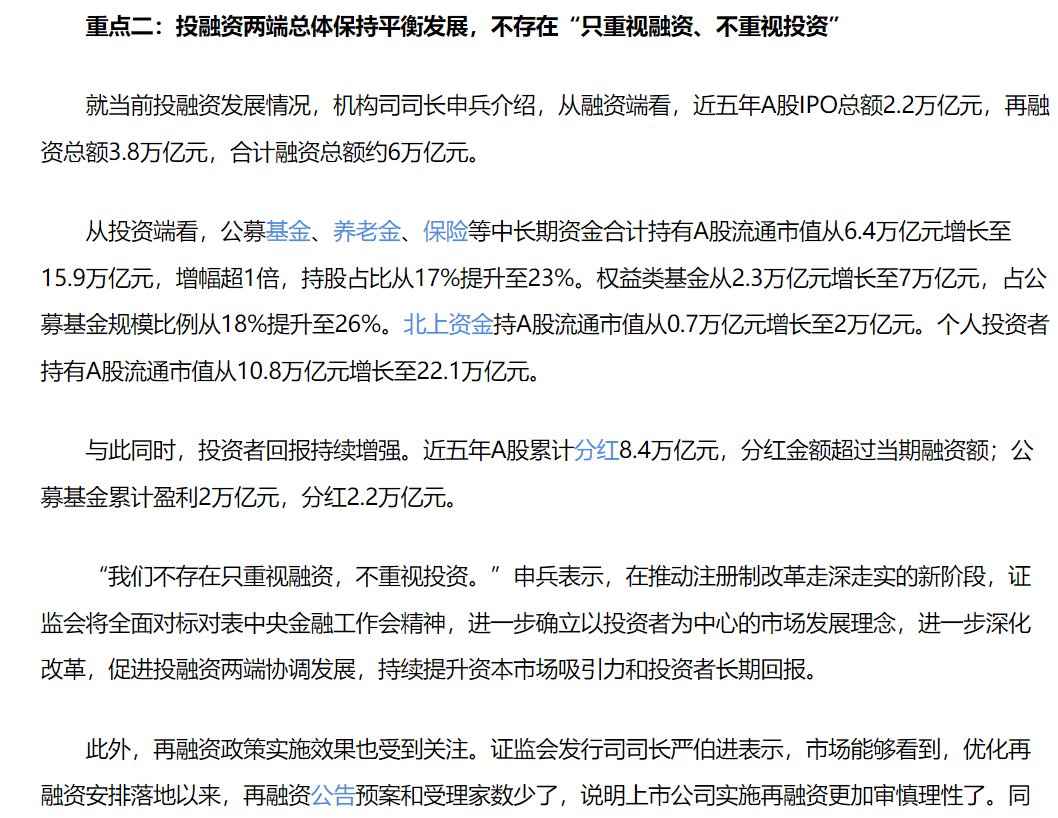 重点二：投融资两端总体保持平衡发展，不存在“只重视融资、不重视投资”
就当前投融资发展情况，机构司司长申兵介绍，从融资端看，近五年A股IPO总额2.2万亿元，再融
资总额3.8万亿元，合计融资总额约6万亿元。
从投资端看，公募基金、养老金、保险等中长期资金合计持有A股流通市值从6.4万亿元增长至
15.9万亿元，增幅超1倍，持股占比从17%提升至23%。权益类基金从2.3万亿元增长至7万亿元，占公
募基金规模比例从18%提升至26%。北上资金持A股流通市值从0.7万亿元增长至2万亿元。个人投资者
持有A股流通市值从10.8万亿元增长至22.1万亿元。
与此同时，投资者回报持续增强。近五年A股累计分红8.4万亿元，分红金额超过当期融资额；公
募基金累计盈利2万亿元，分红2.2万亿元。
“我们不存在只重视融资，不重视投资。”申兵表示，在推动注册制改革走深走实的新阶段，证
监会将全面对标对表中央金融工作会精神，进一步确立以投资者为中心的市场发展理念，进一步深化
改革，促进投融资两端协调发展，持续提升资本市场吸引力和投资者长期回报。
此外，再融资政策实施效果也受到关注。证监会发行司司长严伯进表示，市场能够看到，优化再
融资安排落地以来，再融资公告预案和受理家数少了，说明上市公司实施再融资更加审慎理性了。同